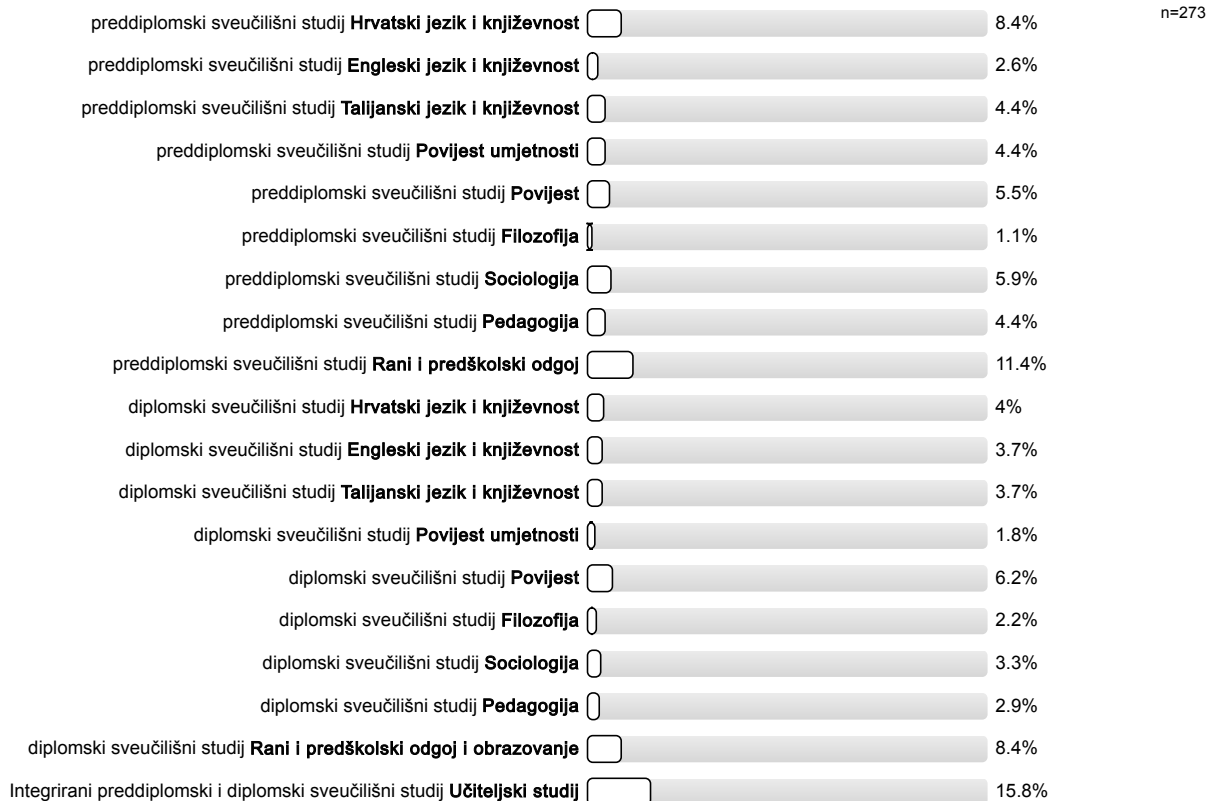 preddiplomski sveučilišni studij Hrvatski jezik i književnost 8.4% n=273
preddiplomski sveučilišni studij Engleski jezik i književnost 2.6%
preddiplomski sveučilišni studij Talijanski jezik i književnost 4.4%
preddiplomski sveučilišni studij Povijest umjetnosti 4.4%
preddiplomski sveučilišni studij Povijest 5.5%
preddiplomski sveučilišni studij Filozofija 1.1%
preddiplomski sveučilišni studij Sociologija 5.9%
preddiplomski sveučilišni studij Pedagogija 4.4%
preddiplomski sveučilišni studij Rani i predškolski odgoj 11.4%
diplomski sveučilišni studij Hrvatski jezik i književnost 4%
diplomski sveučilišni studij Engleski jezik i književnost 3.7%
diplomski sveučilišni studij Talijanski jezik i književnost 3.7%
diplomski sveučilišni studij Povijest umjetnosti 1.8%
diplomski sveučilišni studij Povijest 6.2%
diplomski sveučilišni studij Filozofija 2.2%
diplomski sveučilišni studij Sociologija 3.3%
diplomski sveučilišni studij Pedagogija 2.9%
diplomski sveučilišni studij Rani i predškolski odgoj i obrazovanje 8.4%
Integrirani preddiplomski i diplomski sveučilišni studij Učiteljski studij 15.8%